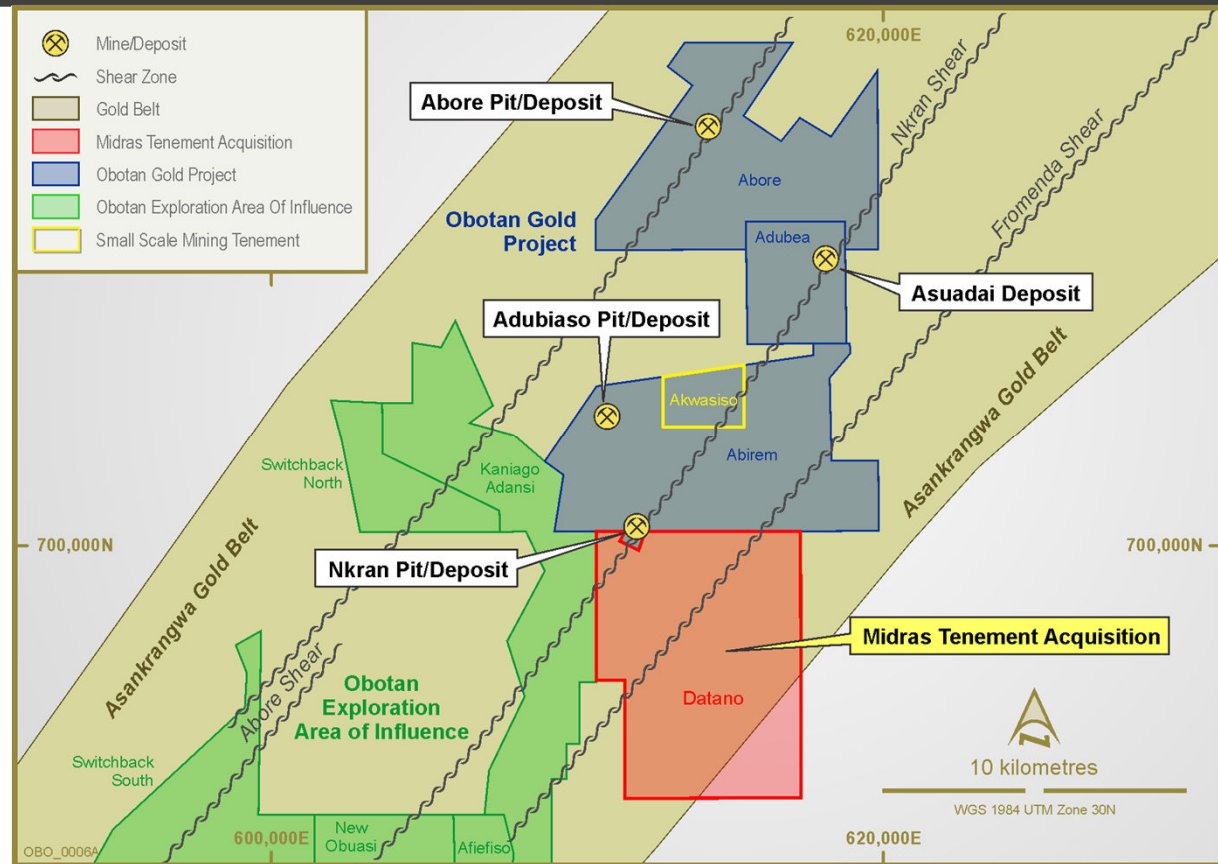 Mine/Deposit
Shear Zone
Gold Belt
Midras Tenement Acquisition
Obotan Gold Project
Obotan Exploration Area Of Influence
Small Scale Mining Tenement
620,000E
Nkran Shear
Fromenda Shear
Abore Pit/Deposit
Abore
Obotan Gold
Project
Adubea
Asuadai Deposit
Adubiaso Pit/Deposit
Akwasiso
Abirem
Asankrangwa Gold Belt
Switchback
North
Kaniago
Adansi
700,000N
700,000N
Nkran Pit/Deposit
Asankrangwa Gold Belt
Midras Tenement Acquisition
Abore Shear
Obotan
Exploration
Area of Influence
Datano
Switchback
South
N
10 kilometres
WGS 1984 UTM Zone 30N
600,000E
New
Obuasi
Afiefiso
620,000E
OBO_0006A